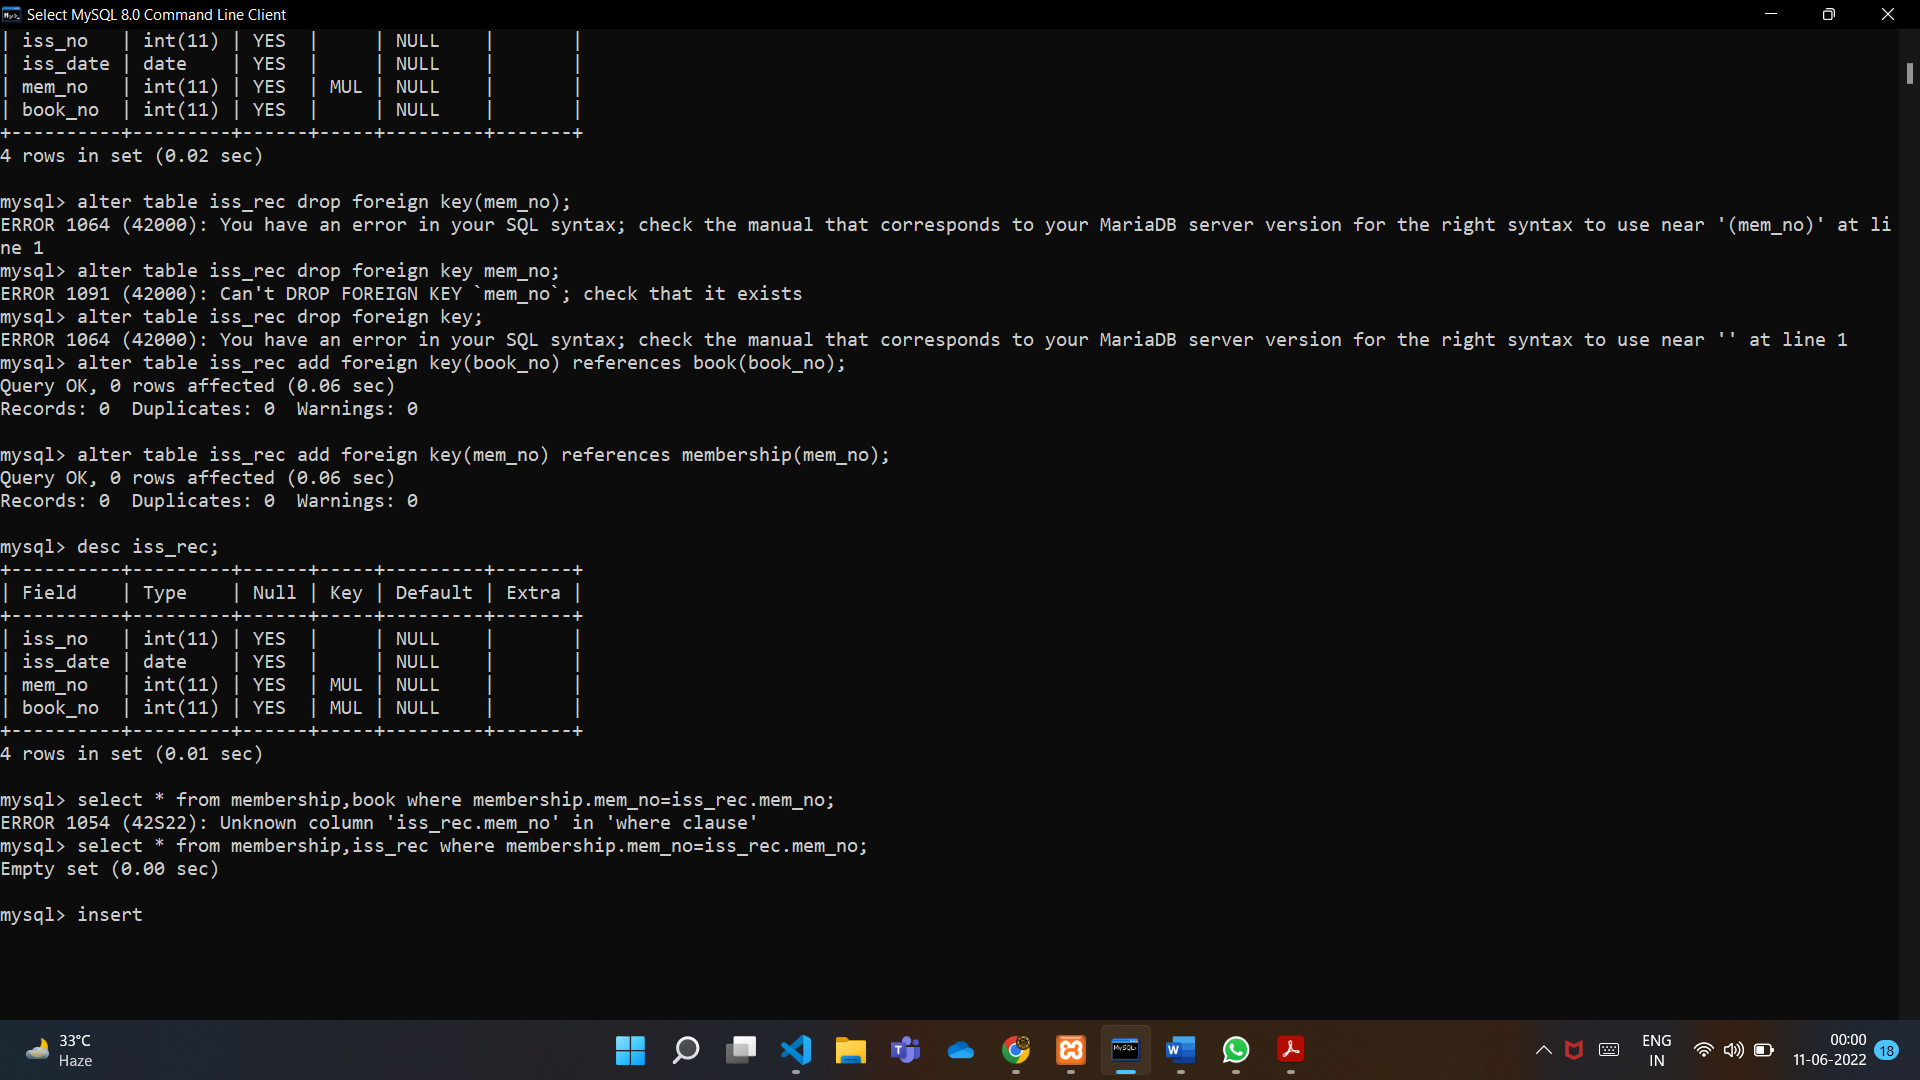 Select MySQL 8.0 Command Line Client
| iss_no   | int(11) | YES  |     | NULL    |       |
| iss_date | date    | YES  |     | NULL    |       |
| mem_no   | int(11) | YES  | MUL | NULL    |       |
| book_no  | int(11) | YES  |     | NULL    |       |
+----------+---------+------+-----+---------+-------+
4 rows in set (0.02 sec)
mysql> alter table iss_rec drop foreign key(mem_no);
ERROR 1064 (42000): You have an error in your SQL syntax; check the manual that corresponds to your MariaDB server version for the right syntax to use near '(mem_no)' at li
ne 1
mysql> alter table iss_rec drop foreign key mem_no;
ERROR 1091 (42000): Can't DROP FOREIGN KEY `mem_no`; check that it exists
mysql> alter table iss_rec drop foreign key;
ERROR 1064 (42000): You have an error in your SQL syntax; check the manual that corresponds to your MariaDB server version for the right syntax to use near '' at line 1
mysql> alter table iss_rec add foreign key(book_no) references book(book_no);
Query OK, 0 rows affected (0.06 sec)
Records: 0  Duplicates: 0  Warnings: 0
mysql> alter table iss_rec add foreign key(mem_no) references membership(mem_no);
Query OK, 0 rows affected (0.06 sec)
Records: 0  Duplicates: 0  Warnings: 0
mysql> desc iss_rec;
+----------+---------+------+-----+---------+-------+
| Field    | Type    | Null | Key | Default | Extra |
+----------+---------+------+-----+---------+-------+
| iss_no   | int(11) | YES  |     | NULL    |       |
| iss_date | date    | YES  |     | NULL    |       |
| mem_no   | int(11) | YES  | MUL | NULL    |       |
| book_no  | int(11) | YES  | MUL | NULL    |       |
+----------+---------+------+-----+---------+-------+
4 rows in set (0.01 sec)
mysql> select * from membership,book where membership.mem_no=iss_rec.mem_no;
ERROR 1054 (42S22): Unknown column 'iss_rec.mem_no' in 'where clause'
mysql> select * from membership,iss_rec where membership.mem_no=iss_rec.mem_no;
Empty set (0.00 sec)
mysql> insert
33°C
Haze
ENG
IN
00:00
11-06-2022
18